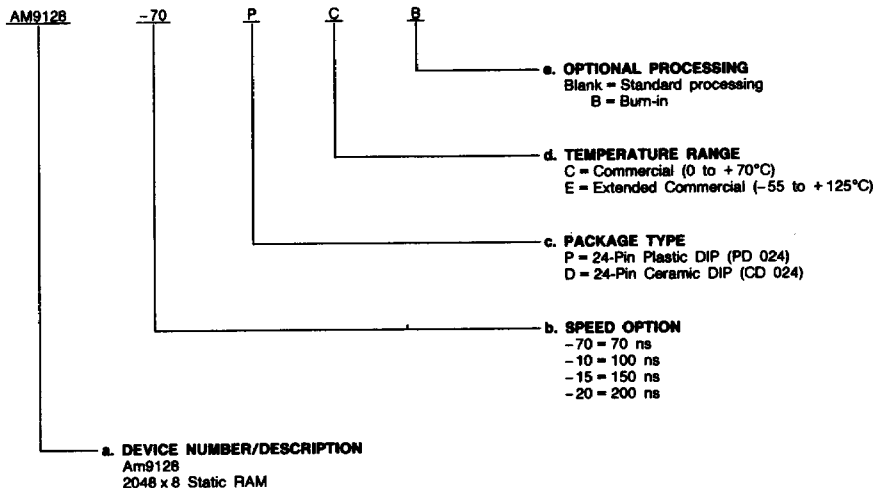 AM9128 -70 P C B
e. OPTIONAL PROCESSING
Blank = Standard processing
B = Burn-in
d. TEMPERATURE RANGE
C = Commercial (0 to +70°C)
E = Extended Commercial (-55 to +125°C)
c. PACKAGE TYPE
P = 24-Pin Plastic DIP (PD 024)
D = 24-Pin Ceramic DIP (CD 024)
b. SPEED OPTION
-70 = 70 ns
-10 = 100 ns
-15 = 150 ns
-20 = 200 ns
a. DEVICE NUMBER/DESCRIPTION
Am9128
2048 x 8 Static RAM